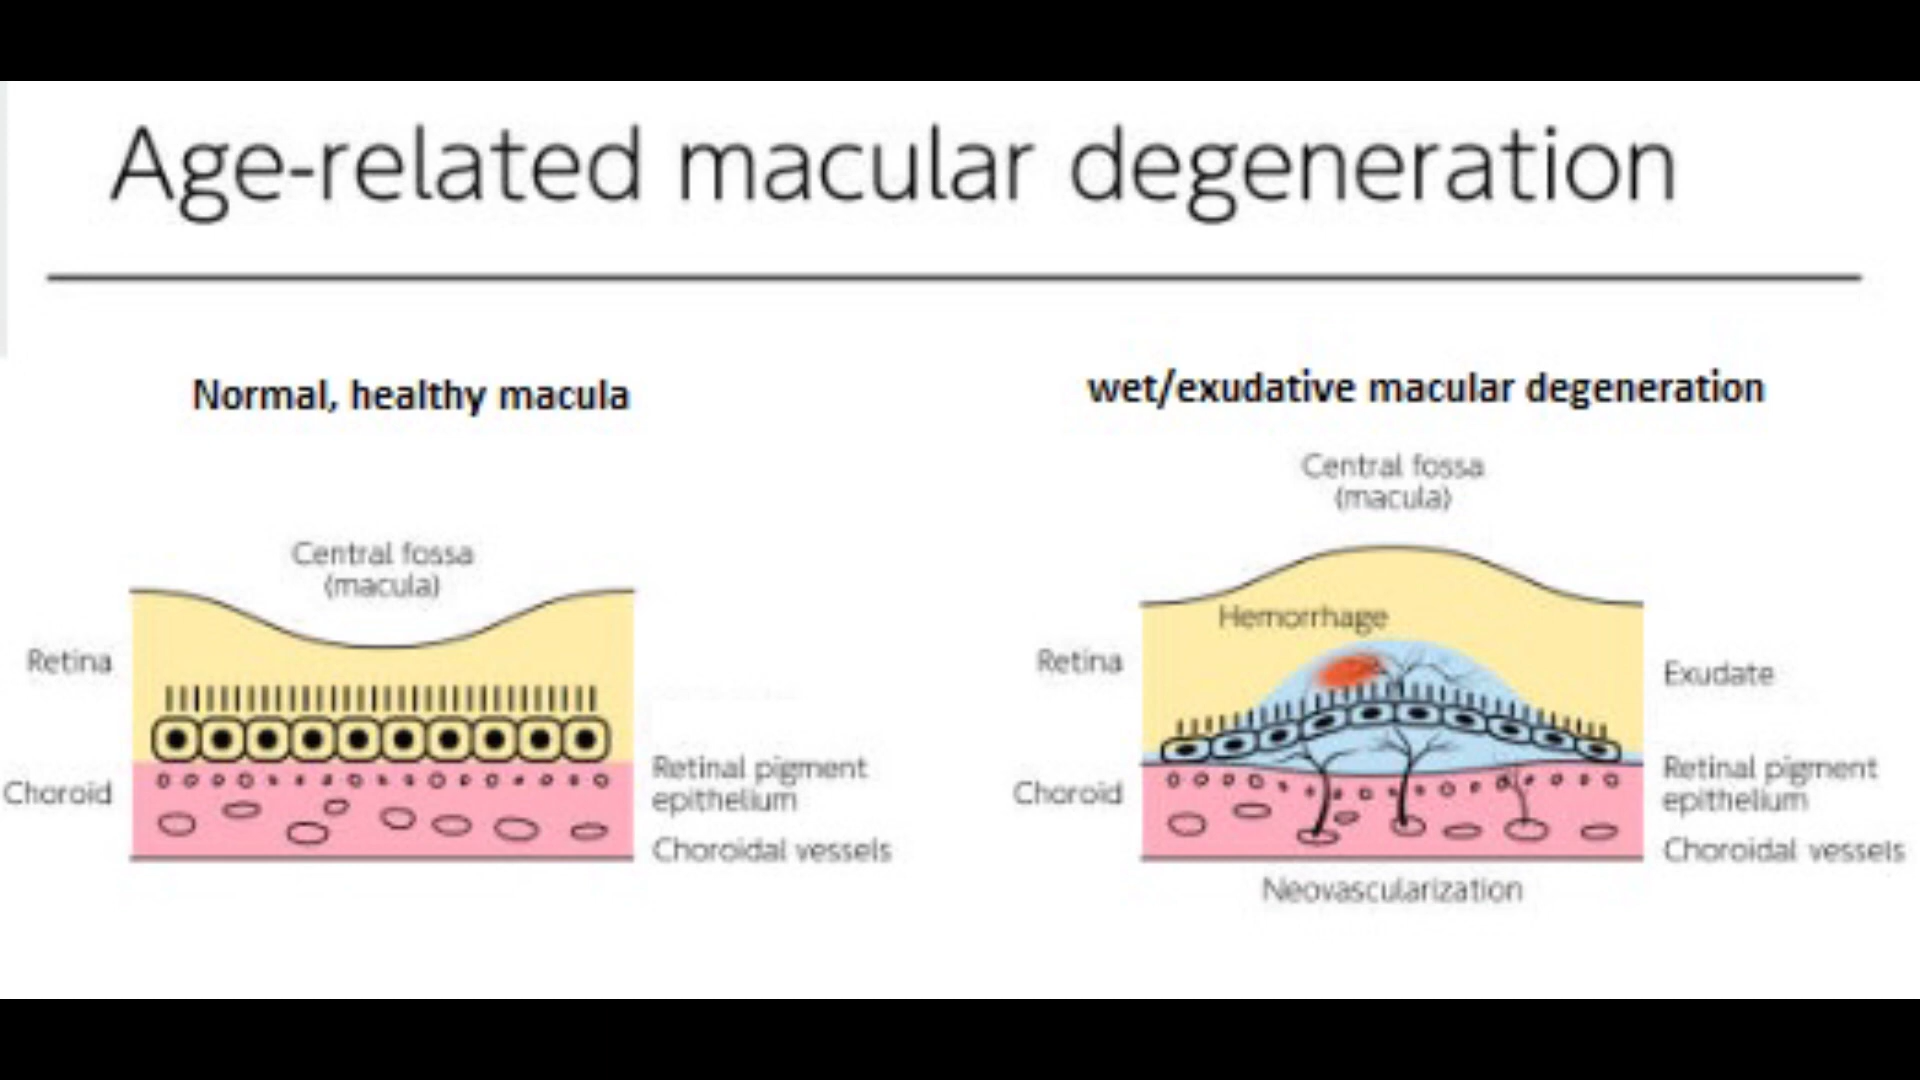 Age-related macular degeneration
Normal, healthy macula
Central fossa
(macula)
Retina
Choroid
Retinal pigment
epithelium
Choroidal vessels
wet/exudative macular degeneration
Central fossa
(macula)
Hemorrhage
Retina
Exudate
Choroid
Retinal pigment
epithelium
Choroidal vessels
Neovascularization